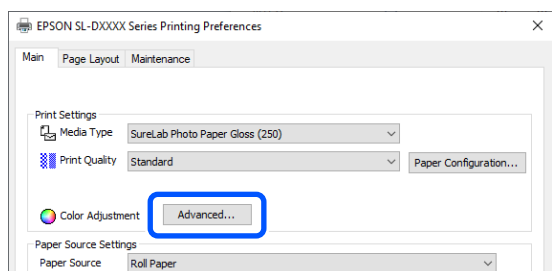 EPSON SL-DXXXX Series Printing Preferences
Main Page Layout Maintenance
Print Settings
Media Type SureLab Photo Paper Gloss (250)
Print Quality Standard Paper Configuration...
Color Adjustment Advanced...
Paper Source Settings
Paper Source Roll Paper